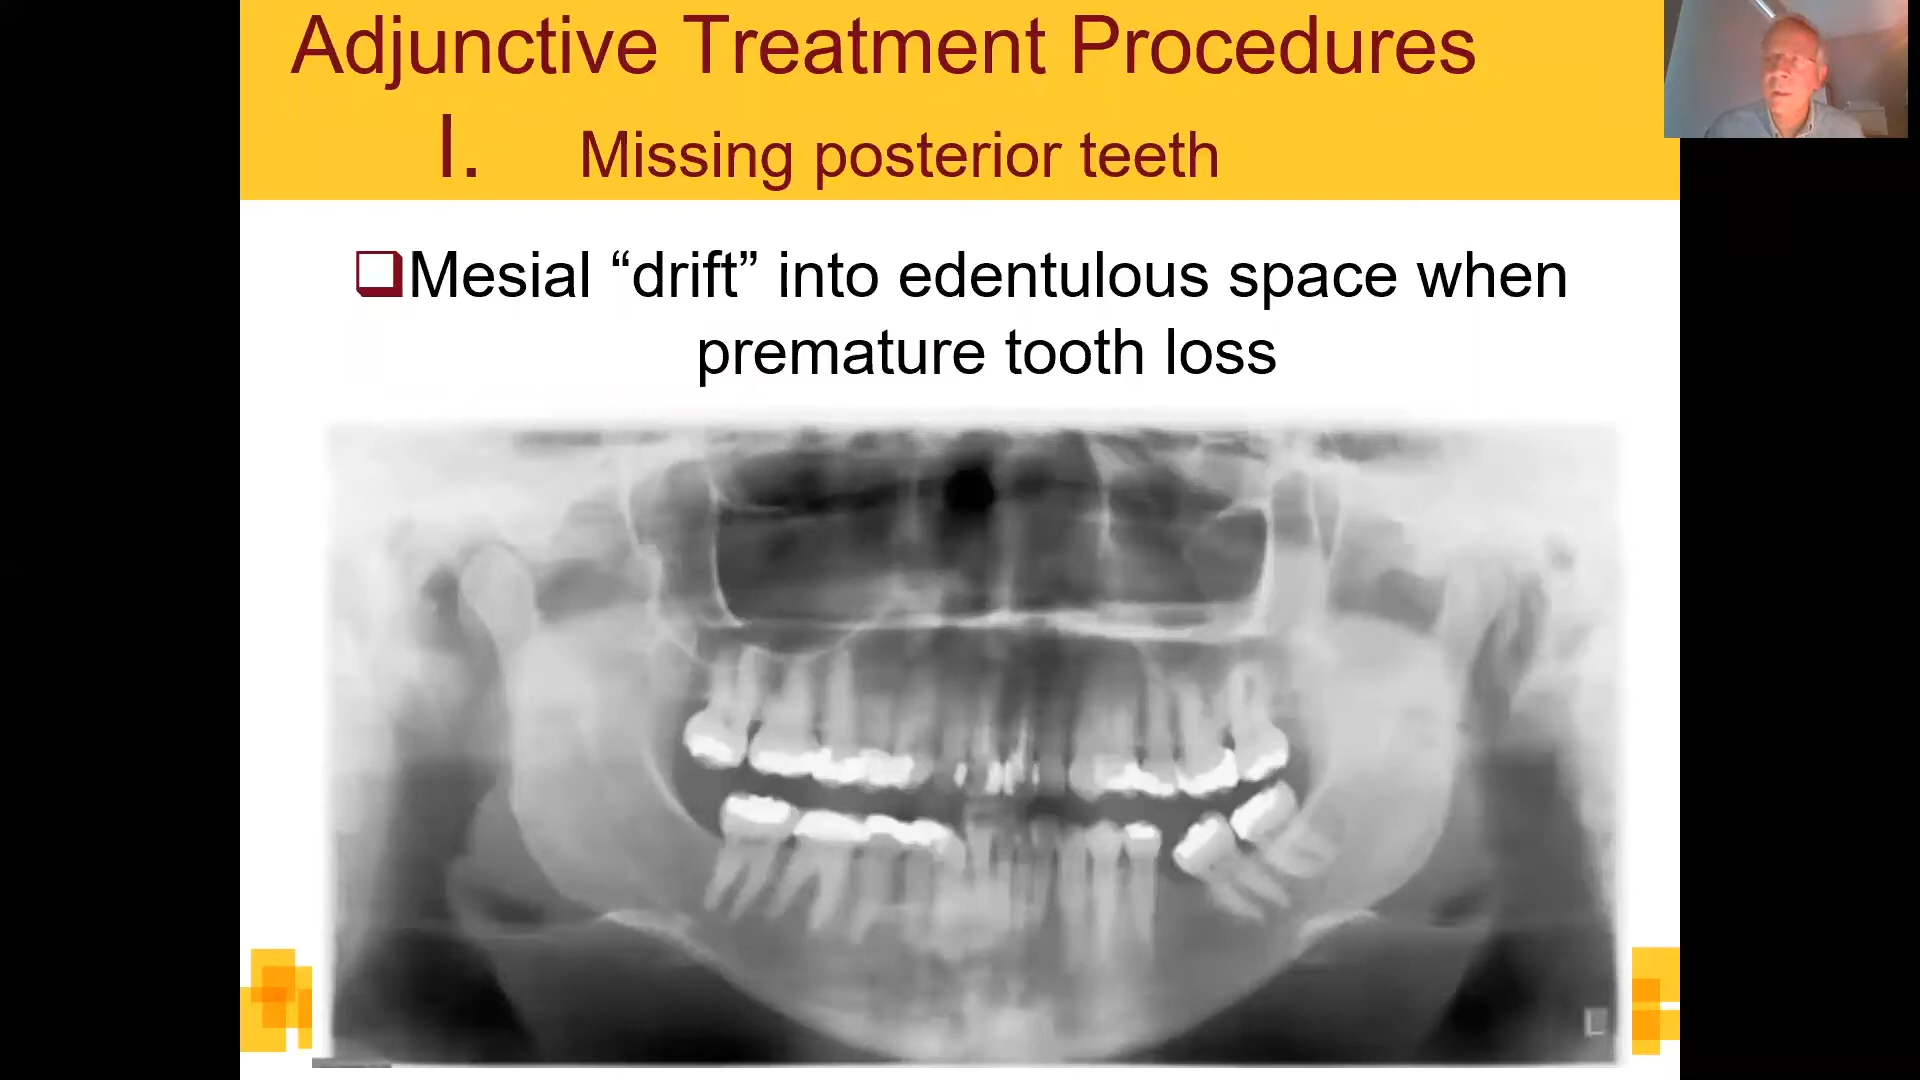 Adjunctive Treatment Procedures
I. Missing posterior teeth
Mesial “drift” into edentulous space when
premature tooth loss
L